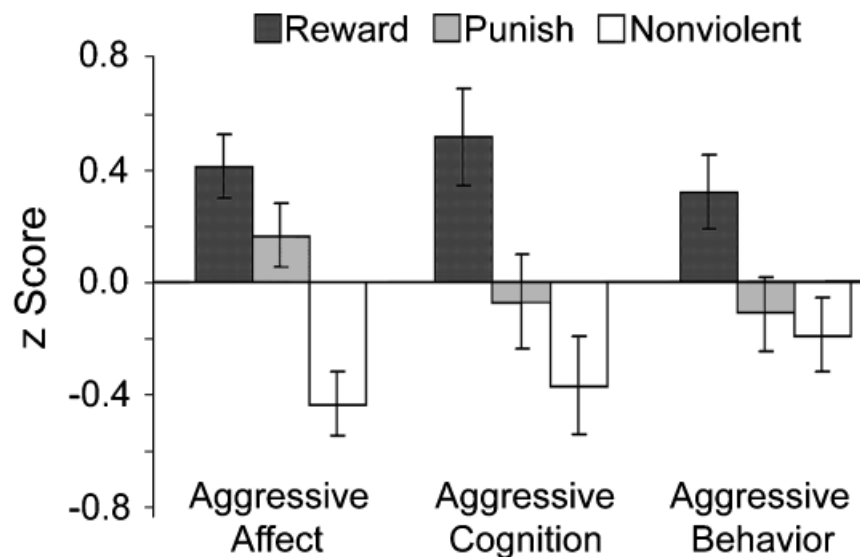 Reward Punish Nonviolent
0.8
0.4
0.0
-0.4
-0.8
z Score
Aggressive Affect
Aggressive Cognition
Aggressive Behavior